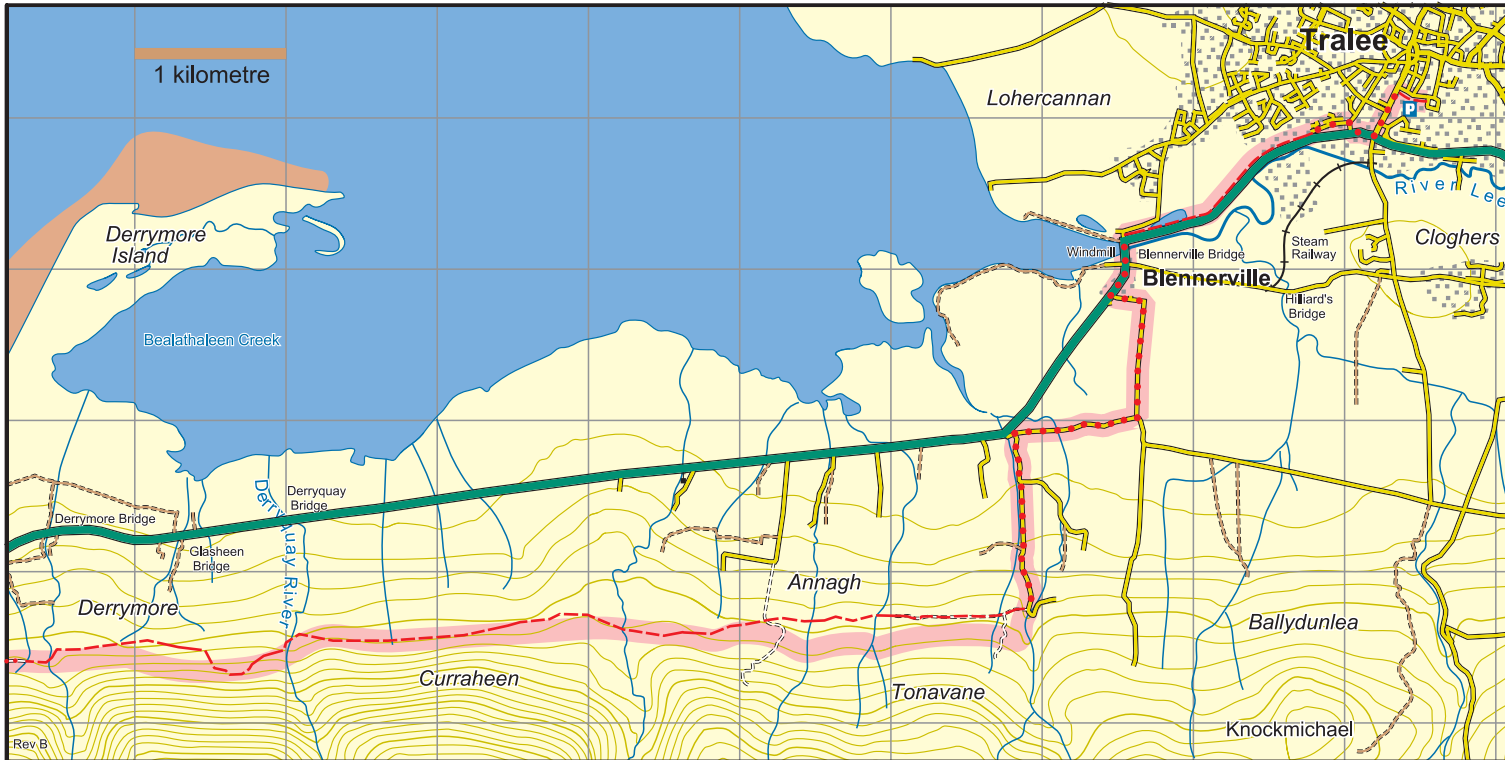 Tralee
1 kilometre
Lohercannan
P
River Lee
Derrymore
Island
Cloghers
Steam
Railway
Windmill
Blennerville Bridge
Blennerville
Hilliard's
Bridge
Bealathaleen Creek
Derryquay River
Derryquay
Bridge
Derrymore Bridge
Glasheen
Bridge
Annagh
Derrymore
Ballydunlea
Curraheen
Tonavane
Knockmichael
Rev B